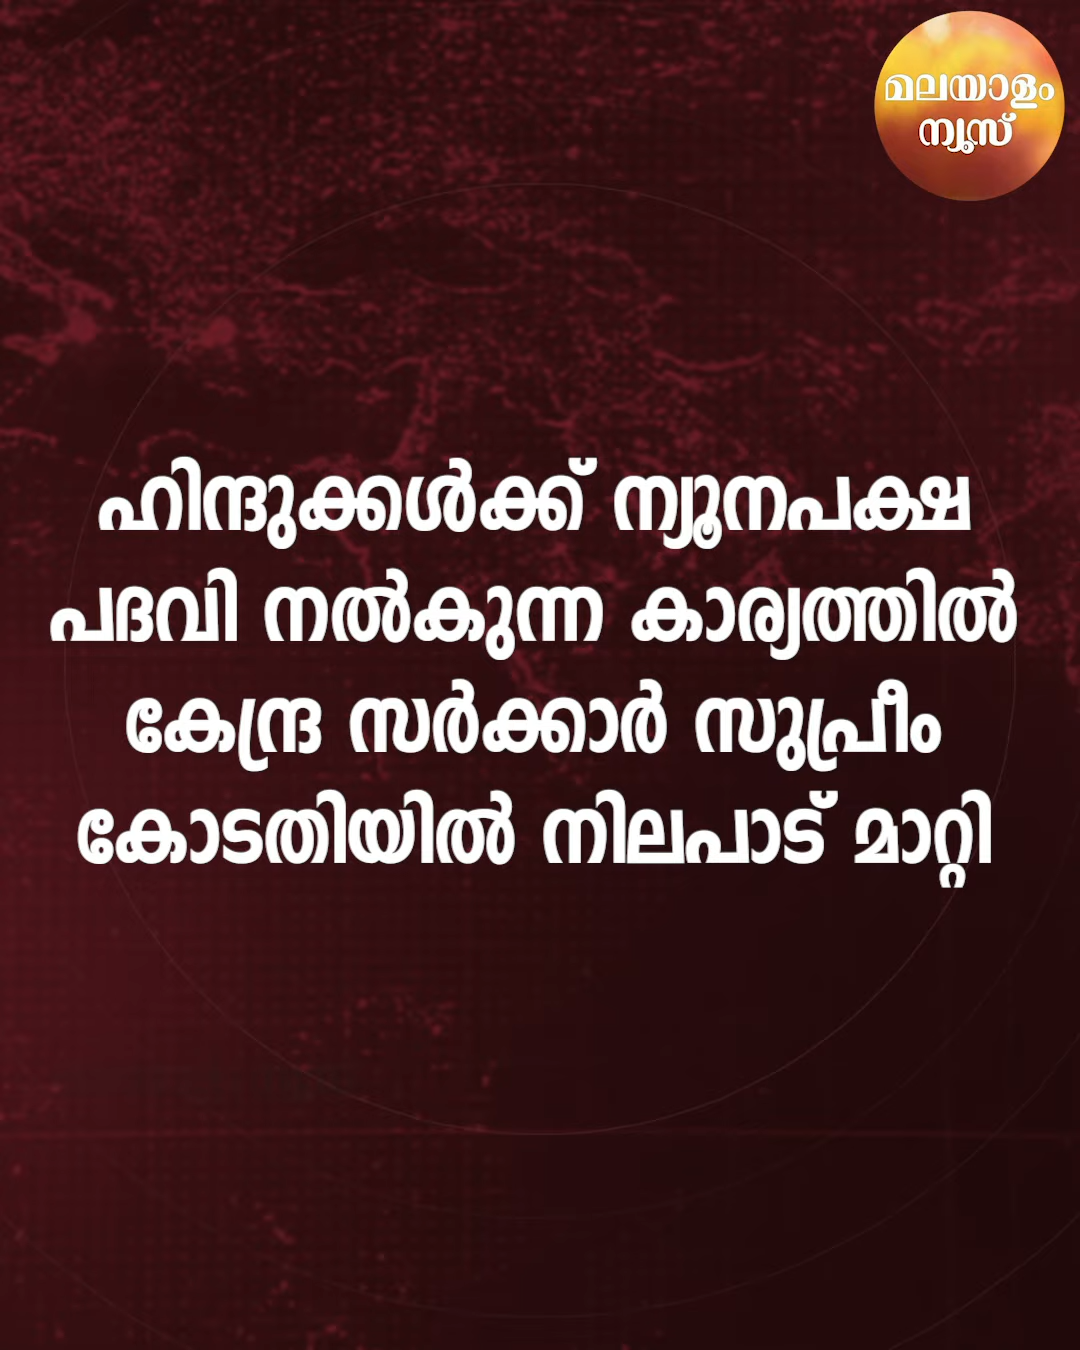 മലയാളം
ന്യൂസ്
ഹിന്ദുക്കൾക്ക് ന്യൂനപക്ഷ
പദവി നൽകുന്ന കാര്യത്തിൽ
കേന്ദ്ര സർക്കാർ സുപ്രീം
കോടതിയിൽ നിലപാട് മാറ്റി